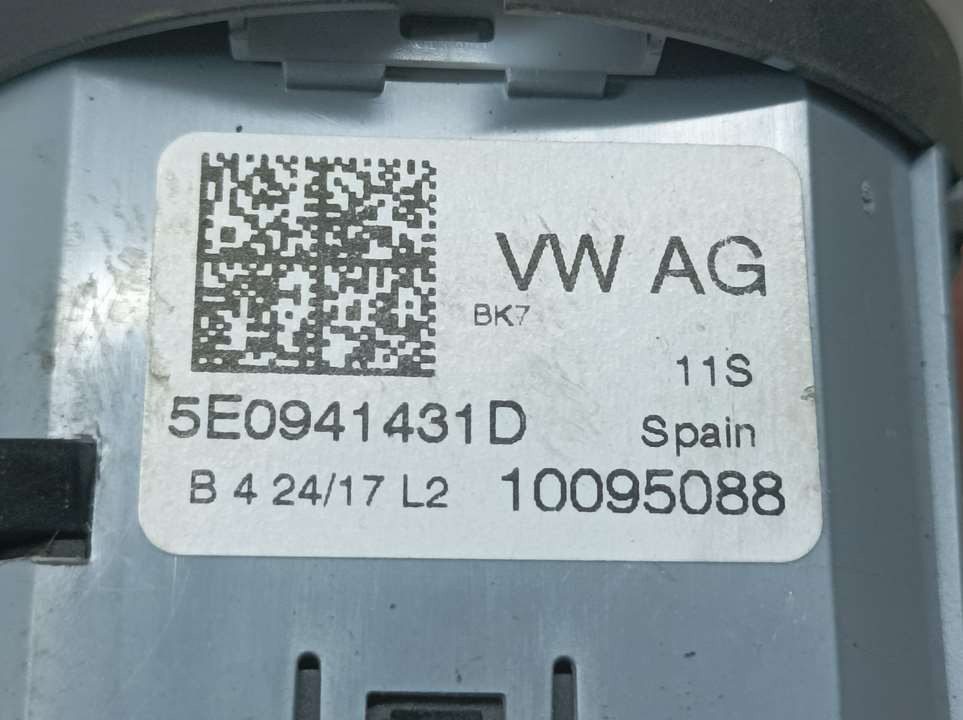 VW AG
BK7
11S
5E0941431D
Spain
B 4 24/17 L2 10095088